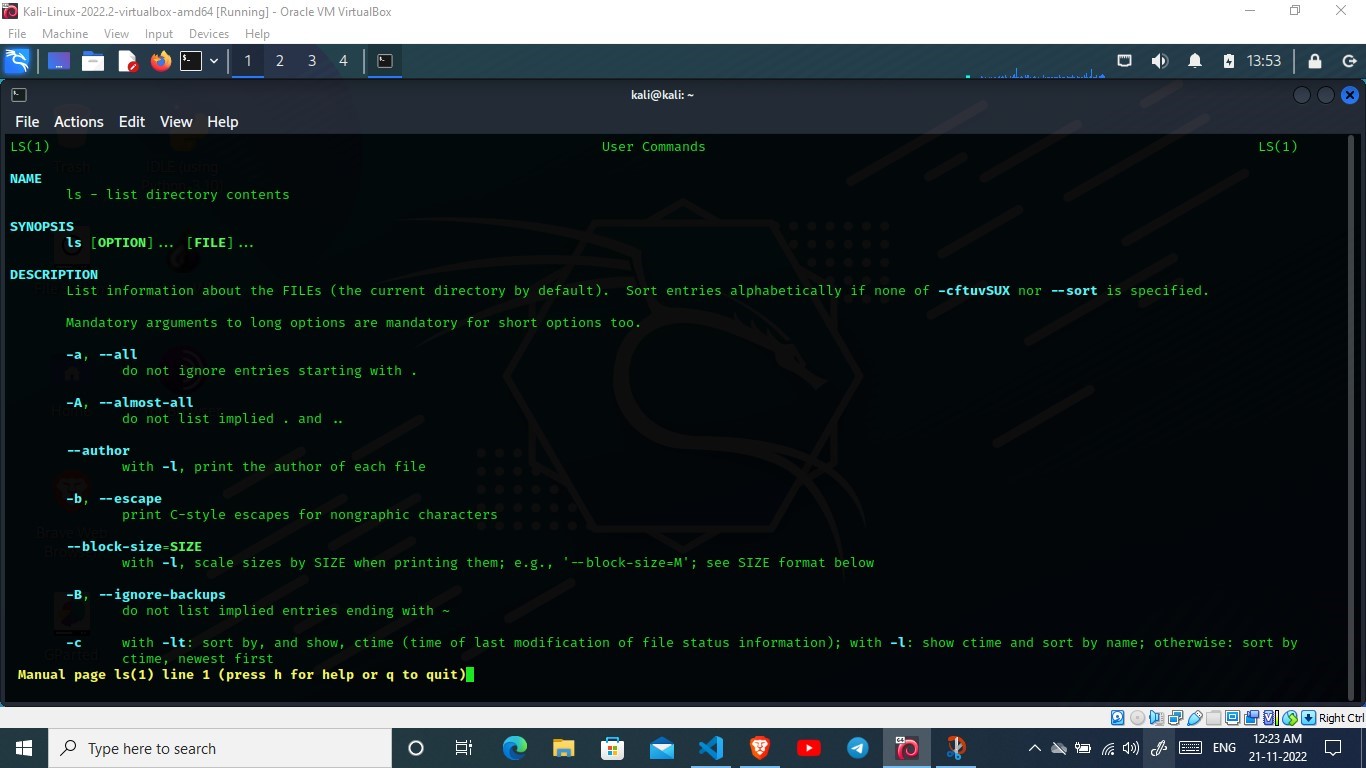 Kali-Linux-2022.2-virtualbox-amd64 [Running] - Oracle VM VirtualBox
File Machine View Input Devices Help
1 2 3 4
13:53
kali@kali: ~
File Actions Edit View Help
LS(1) User Commands LS(1)
NAME
ls - list directory contents
SYNOPSIS
ls [OPTION]... [FILE]...
DESCRIPTION
List information about the FILEs (the current directory by default). Sort entries alphabetically if none of -cftuvSUX nor --sort is specified.
Mandatory arguments to long options are mandatory for short options too.
-a, --all
do not ignore entries starting with .
-A, --almost-all
do not list implied . and ..
--author
with -l, print the author of each file
-b, --escape
print C-style escapes for nongraphic characters
--block-size=SIZE
with -l, scale sizes by SIZE when printing them; e.g., '--block-size=M'; see SIZE format below
-B, --ignore-backups
do not list implied entries ending with ~
-c with -lt: sort by, and show, ctime (time of last modification of file status information); with -l: show ctime and sort by name; otherwise: sort by
ctime, newest first
Manual page ls(1) line 1 (press h for help or q to quit)
Right Ctrl
Type here to search
ENG
12:23 AM
21-11-2022